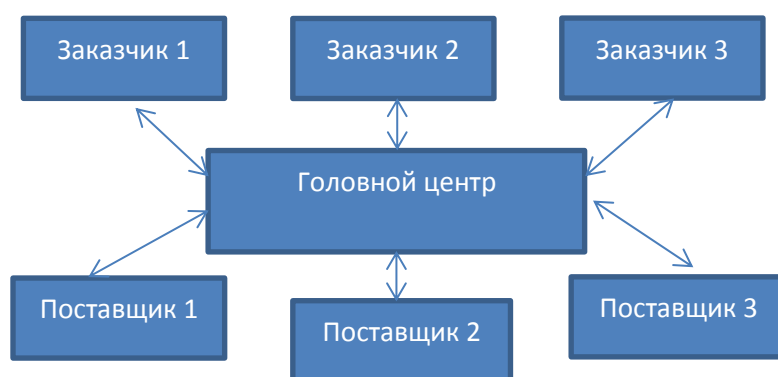 Заказчик 1
Заказчик 2
Заказчик 3
Головной центр
Поставщик 1
Поставщик 2
Поставщик 3